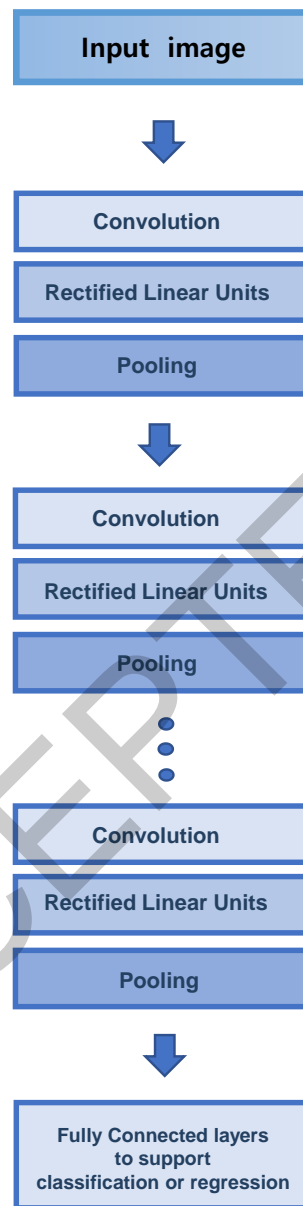 Input image
Convolution
Rectified Linear Units
Pooling
Convolution
Rectified Linear Units
Pooling
Convolution
Rectified Linear Units
Pooling
Fully Connected layers
to support
classification or regression